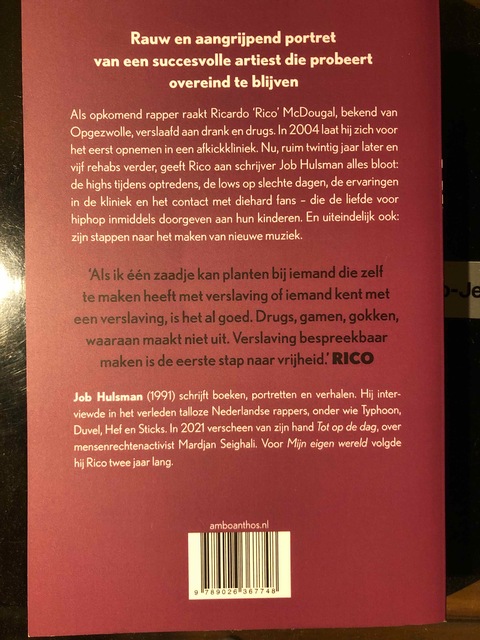 Rauw en aangrijpend portret
van een succesvolle artiest die probeert
overeind te blijven
Als opkomend rapper raakt Ricardo 'Rico' McDougal, bekend van
Opgezwolle, verslaafd aan drank en drugs. In 2004 laat hij zich voor
het eerst opnemen in een afkickkliniek. Nu, ruim twintig jaar later en
vijf rehabs verder, geeft Rico aan schrijver Job Hulsman alles bloot:
de highs tijdens optredens, de lows op slechte dagen, de ervaringen
in de kliniek en het contact met diehard fans – die de liefde voor
hiphop inmiddels doorgeven aan hun kinderen. En uiteindelijk ook:
zijn stappen naar het maken van nieuwe muziek.
'Als ik één zaadje kan planten bij iemand die zelf
te maken heeft met verslaving of iemand kent met
een verslaving, is het al goed. Drugs, gamen, gokken,
waaraan maakt niet uit. Verslaving bespreekbaar
maken is de eerste stap naar vrijheid.' RICO
Job Hulsman (1991) schrijft boeken, portretten en verhalen. Hij inter-
viewde in het verleden talloze Nederlandse rappers, onder wie Typhoon,
Duvel, Hef en Sticks. In 2021 verscheen van zijn hand Tot op de dag, over
mensenrechtenactivist Mardjan Seighali. Voor Mijn eigen wereld volgde
hij Rico twee jaar lang.
amboanthos.nl
9 789026 367748
-Je